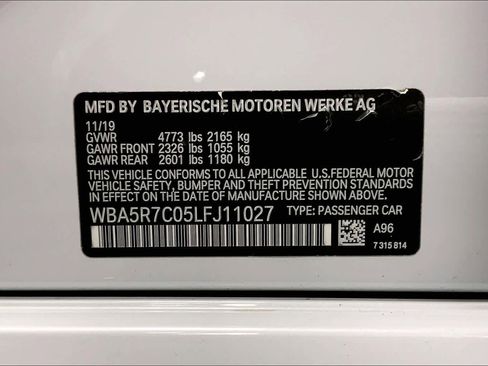 MFD BY BAYERISCHE MOTOREN WERKE AG
11/19
GVWR 4773 lbs 2165 kg
GAWR FRONT 2326 lbs 1055 kg
GAWR REAR 2601 lbs 1180 kg
THIS VEHICLE CONFORMS TO ALL APPLICABLE U.S. FEDERAL MOTOR
VEHICLE SAFETY, BUMPER AND THEFT PREVENTION STANDARDS
IN EFFECT ON THE DATE OF MANUFACTURE SHOWN ABOVE.
WBA5R7C05LFJ11027 TYPE: PASSENGER CAR
A96
7 315 814